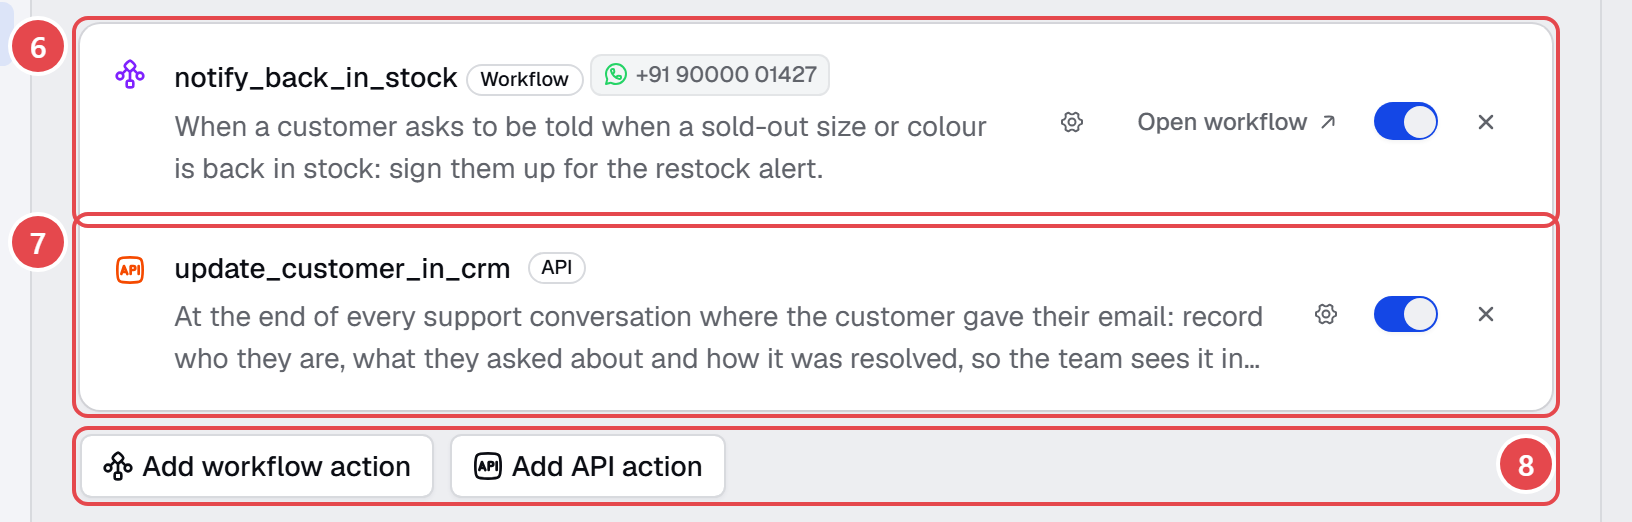 6
notify_back_in_stock Workflow +91 90000 01427
When a customer asks to be told when a sold-out size or colour
is back in stock: sign them up for the restock alert.
Open workflow ↗
7
API update_customer_in_crm API
At the end of every support conversation where the customer gave their email: record
who they are, what they asked about and how it was resolved, so the team sees it in...
Add workflow action API Add API action 8